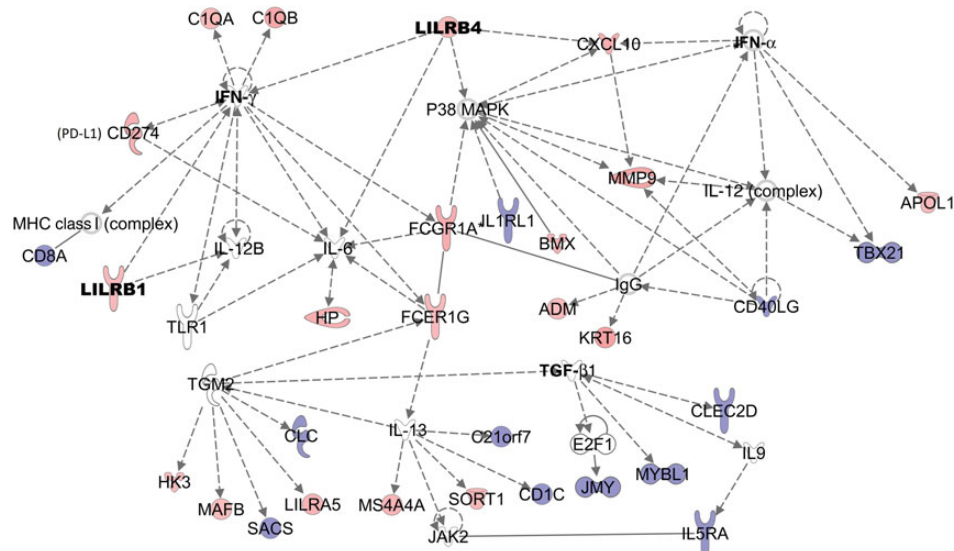 C1QA
C1QB
LILRB4
CXCL10
IFN-α
IFN-γ
P38 MAPK
(PD-L1) CD274
MMP9
IL-12 (complex)
APOL1
MHC class I (complex)
FCGR1A*
IL1RL1
BMX
CD8A
IL-12B
IL-6
TBX21
LILRB1
IgG
TLR1
HP
FCER1G
ADM
CD40LG
KRT16
TGM2
TGF-β1
CLEC2D
CLC
IL-13
C21orf7
E2F1
IL9
HK3
MAFB
LILRA5
MS4A4A
SORT1
CD1C
JMY
MYBL1
SACS
JAK2
IL5RA